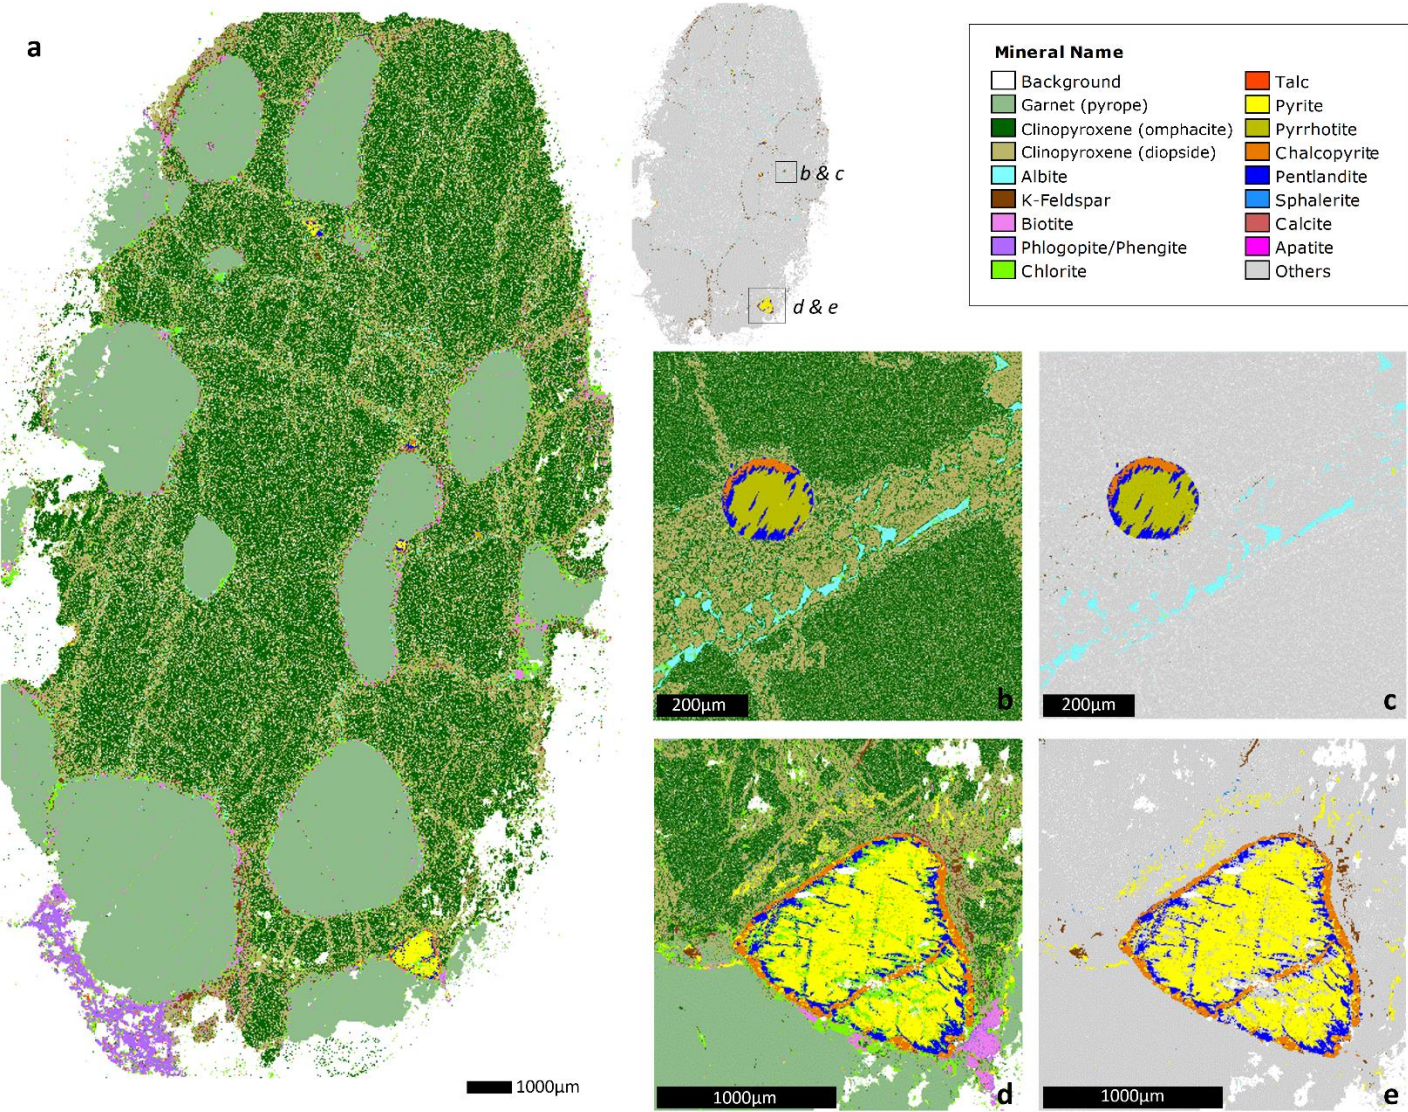 a
b & c
d & e
Mineral Name
Background
Garnet (pyrope)
Clinopyroxene (omphacite)
Clinopyroxene (diopside)
Albite
K-Feldspar
Biotite
Phlogopite/Phengite
Chlorite
Talc
Pyrite
Pyrrhotite
Chalcopyrite
Pentlandite
Sphalerite
Calcite
Apatite
Others
200µm
b
200µm
c
1000µm
d
1000µm
e
1000µm